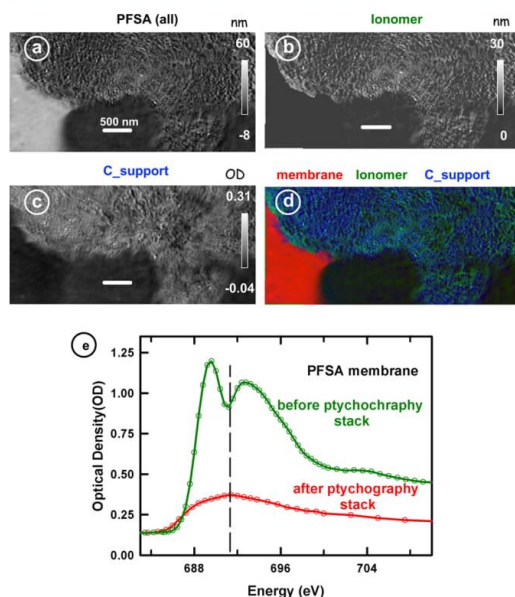 PFSA (all)
nm
a
60
500 nm
-8
Ionomer
nm
b
30
0
C_support
OD
c
0.31
-0.04
membrane Ionomer C_support
d
e
PFSA membrane
before ptychochraphy
stack
after ptychography
stack
Optical Density(OD)
1.25
1.00
0.75
0.50
0.25
0.00
688 696 704
Energy (eV)